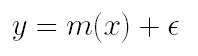 y = m(x) + ϵ